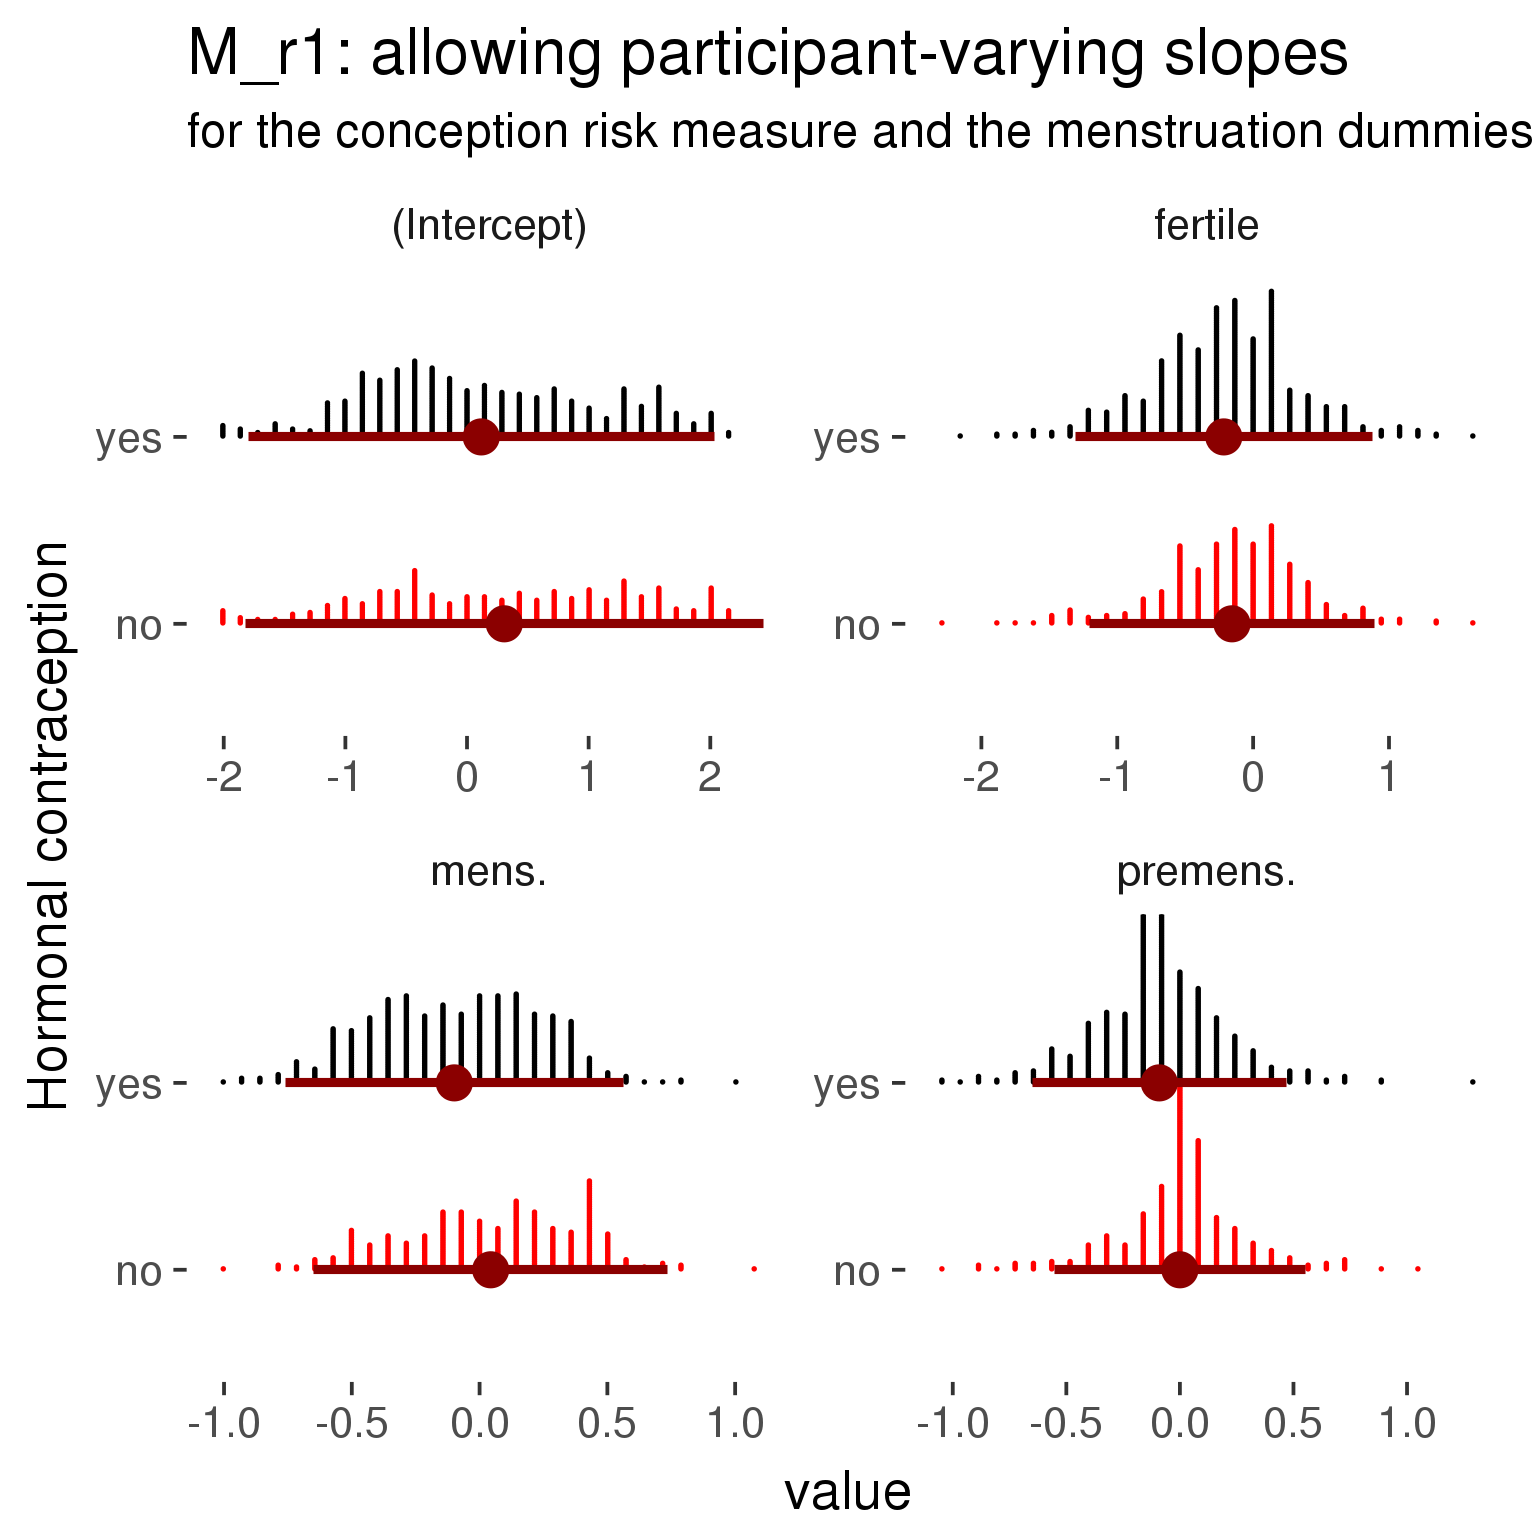 M_r1: allowing participant-varying slopes
for the conception risk measure and the menstruation dummies
(Intercept)
fertile
yes
yes
no
no
-2 -1 0 1 2
-2 -1 0 1
Hormonal contraception
mens.
premens.
yes
yes
no
no
-1.0 -0.5 0.0 0.5 1.0
-1.0 -0.5 0.0 0.5 1.0
value